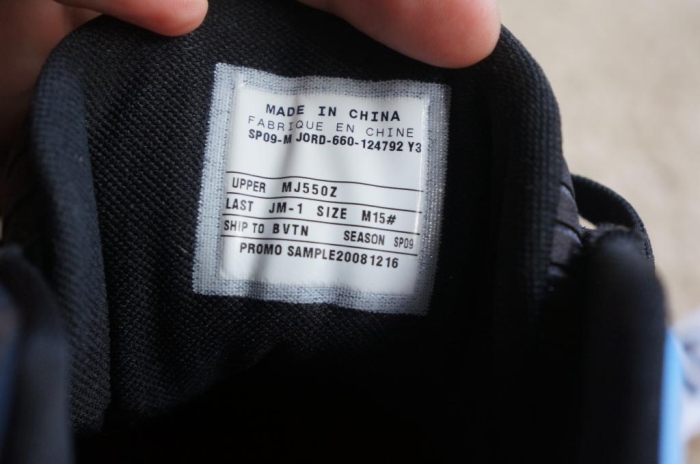 MADE IN CHINA
FABRIQUE EN CHINE
SP09-M JORD-660-124792 Y3
UPPER MJ550Z
LAST JM-1 SIZE M15#
SHIP TO BVTN SEASON SP09
PROMO SAMPLE20081216